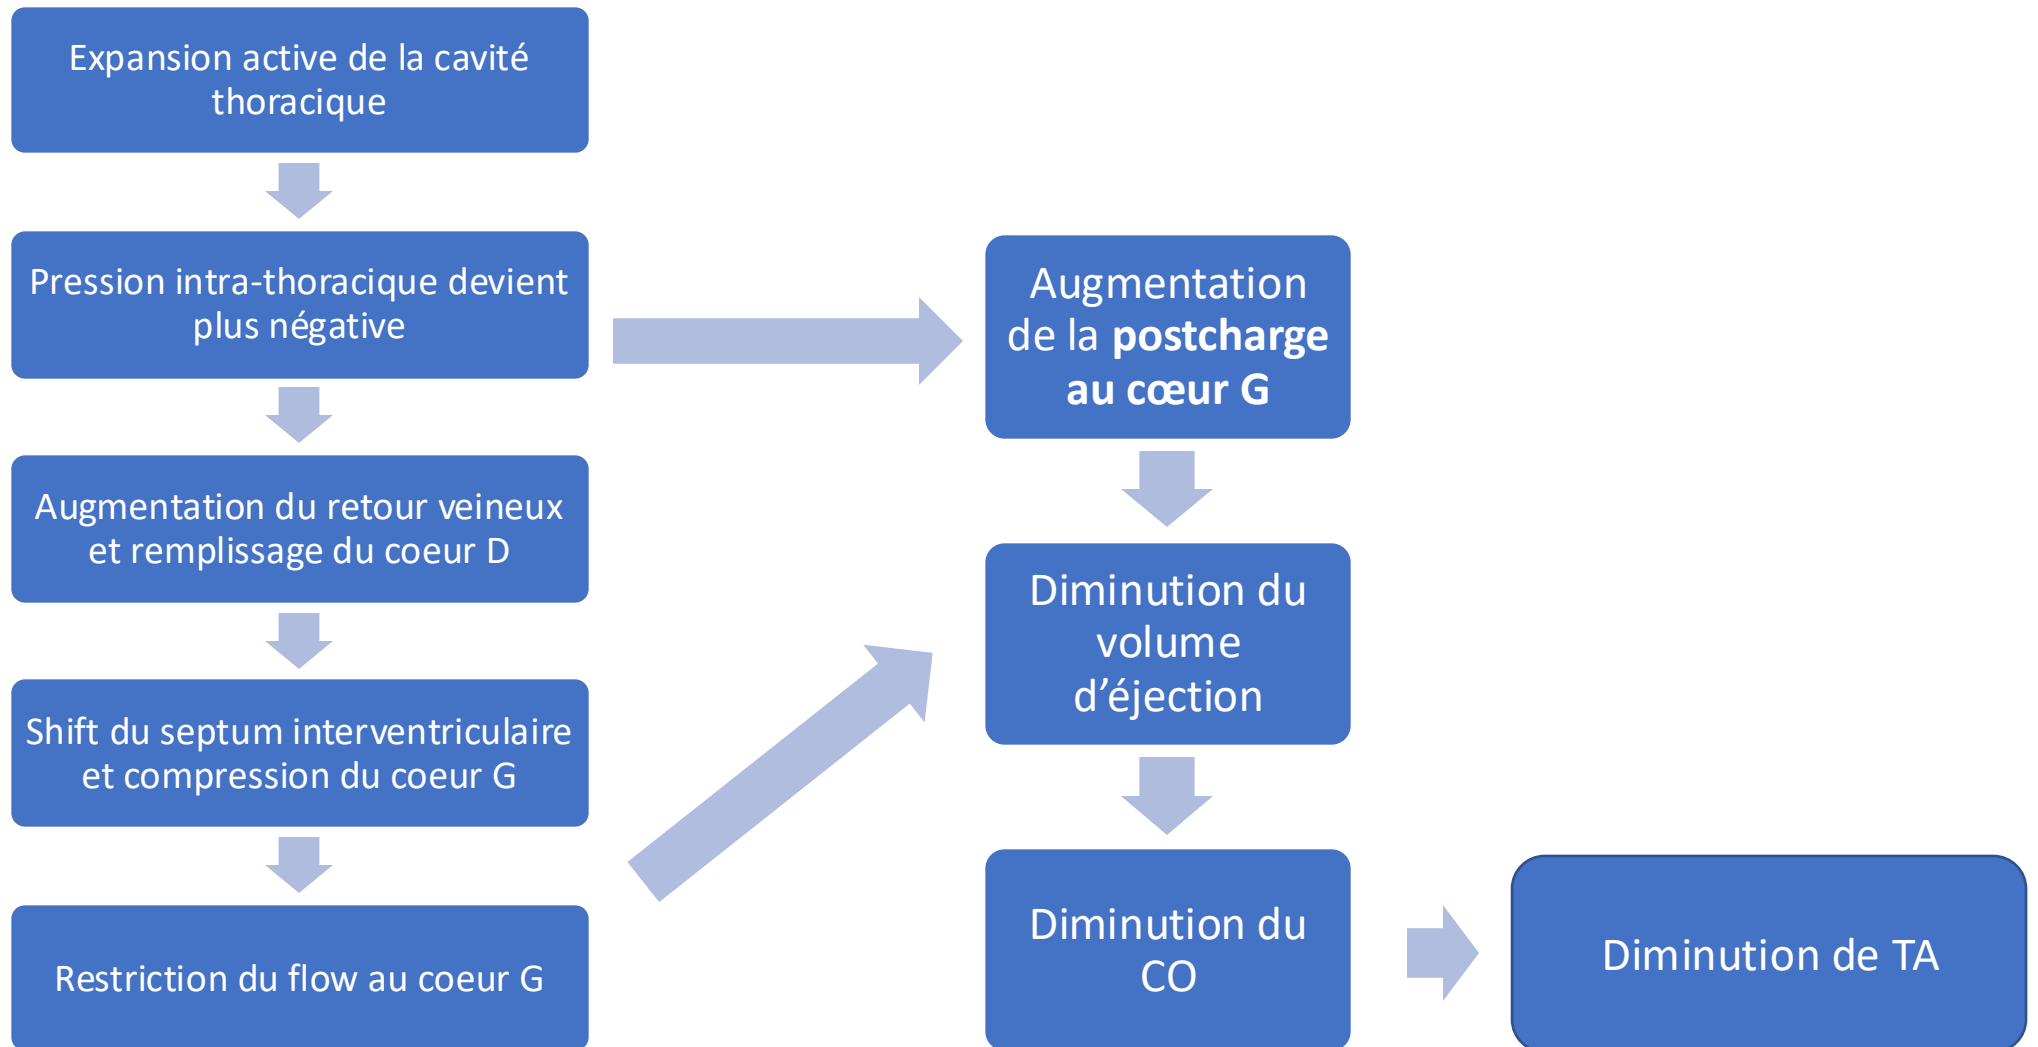 Expansion active de la cavité
thoracique
Pression intra-thoracique devient
plus négative
Augmentation du retour veineux
et remplissage du coeur D
Shift du septum interventriculaire
et compression du coeur G
Restriction du flow au coeur G
Augmentation
de la postcharge
au cœur G
Diminution du
volume
d’éjection
Diminution du
CO
Diminution de TA